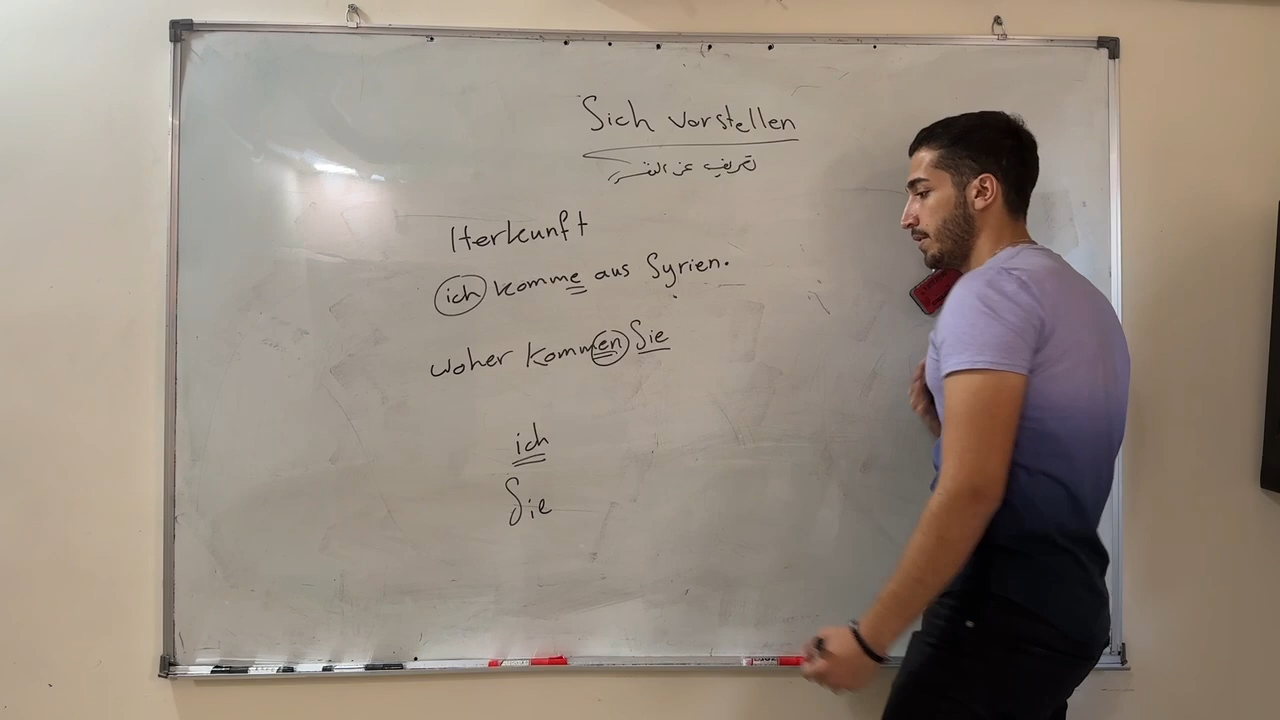 Sich vorstellen
تعريف عن النفس
Herkunft
ich komme aus Syrien.
woher kommen Sie
ich
Sie